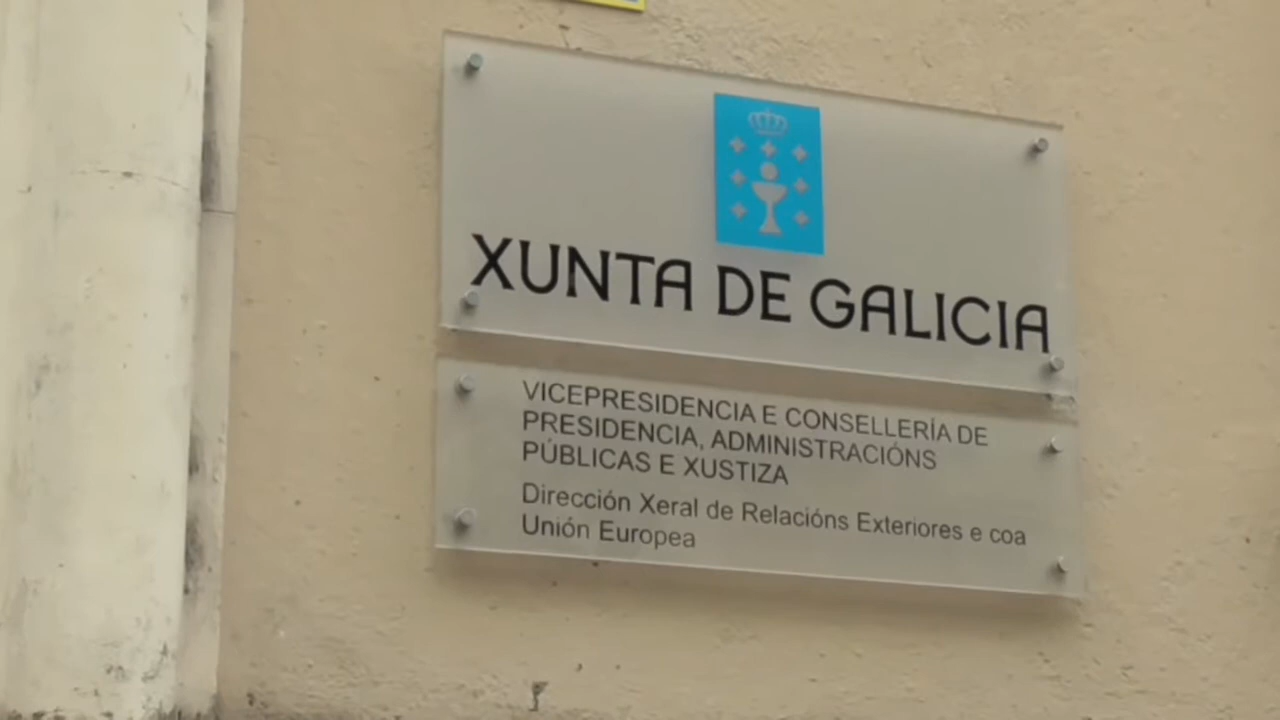 XUNTA DE GALICIA
VICEPRESIDENCIA E CONSELLERÍA DE
PRESIDENCIA, ADMINISTRACIÓNS
PÚBLICAS E XUSTIZA
Dirección Xeral de Relacións Exteriores e coa
Unión Europea